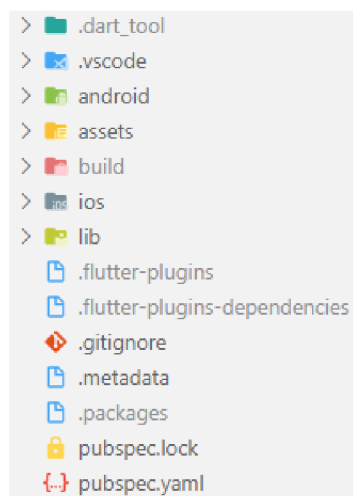 .dart_tool
.vscode
android
assets
build
ios
lib
.flutter-plugins
.flutter-plugins-dependencies
.gitignore
.metadata
.packages
pubspec.lock
pubspec.yaml